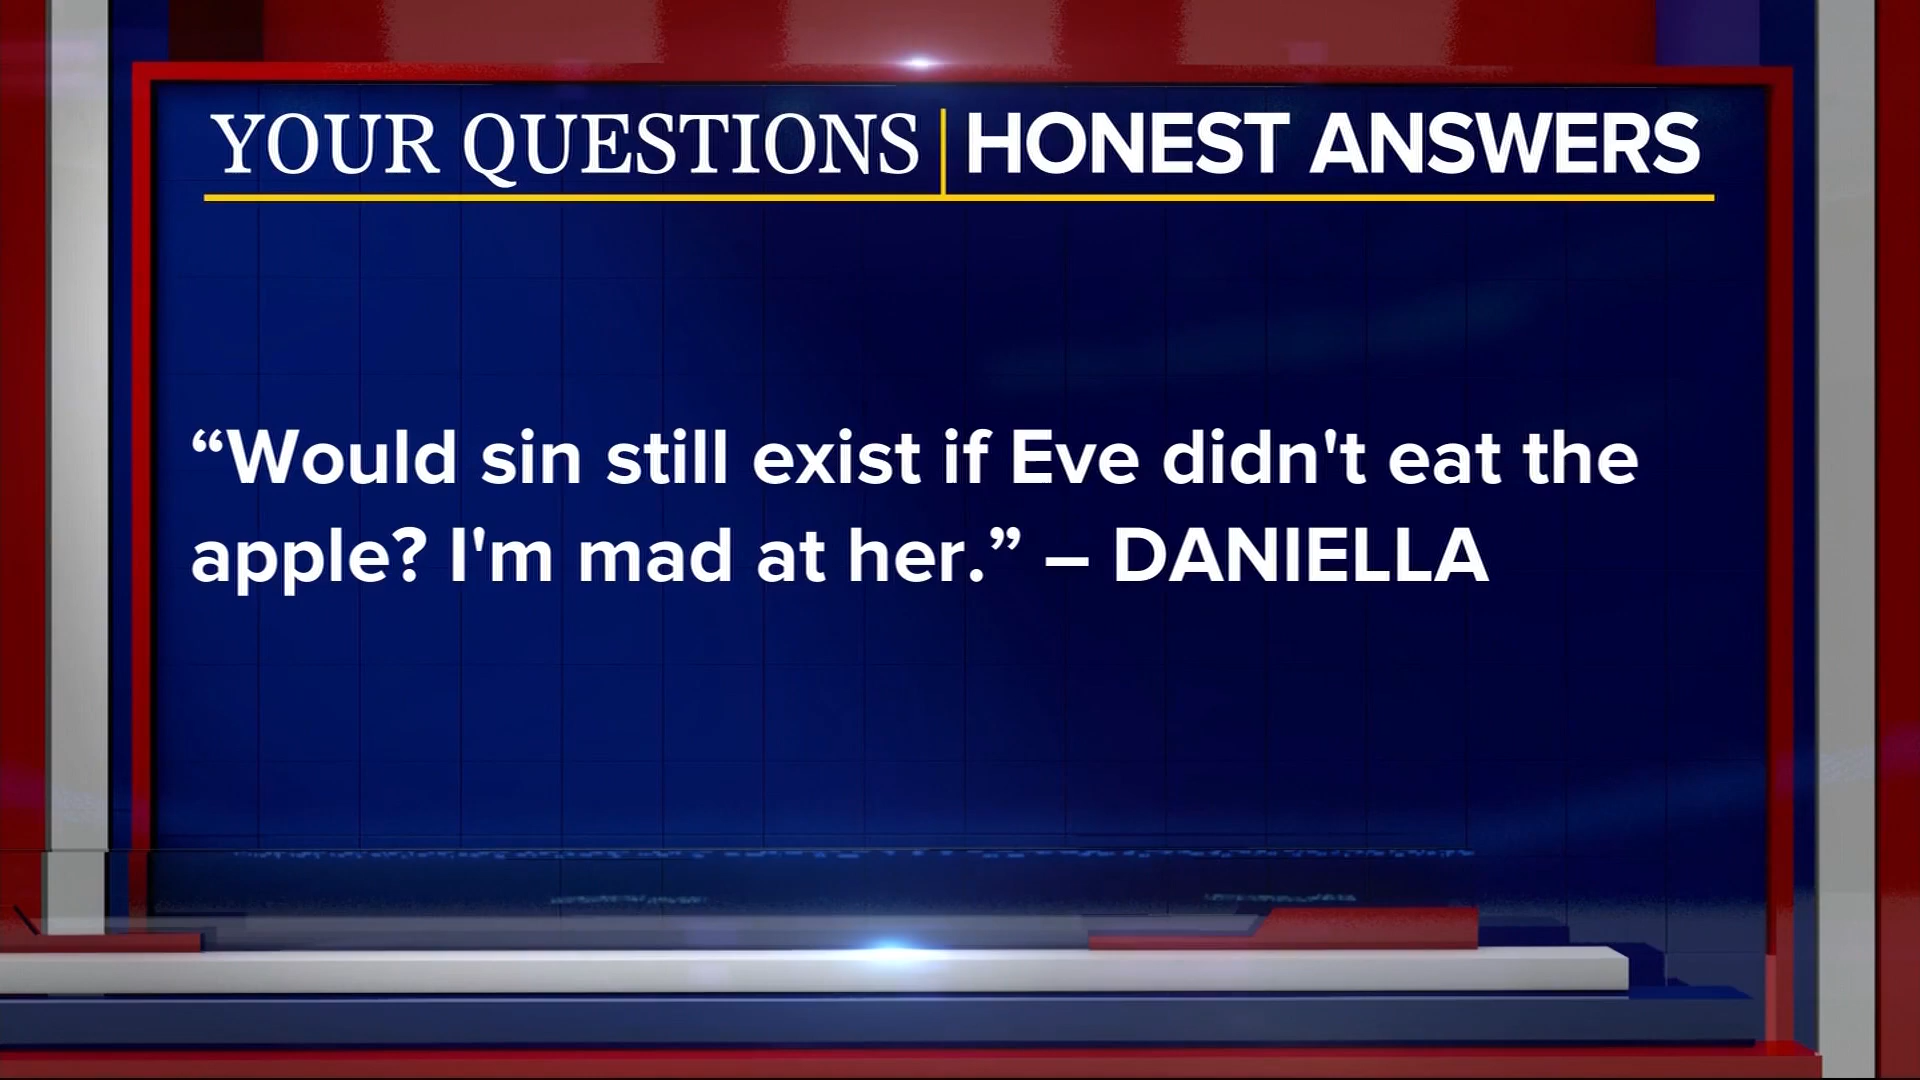 YOUR QUESTIONS HONEST ANSWERS
“Would sin still exist if Eve didn't eat the
apple? I'm mad at her.” – DANIELLA